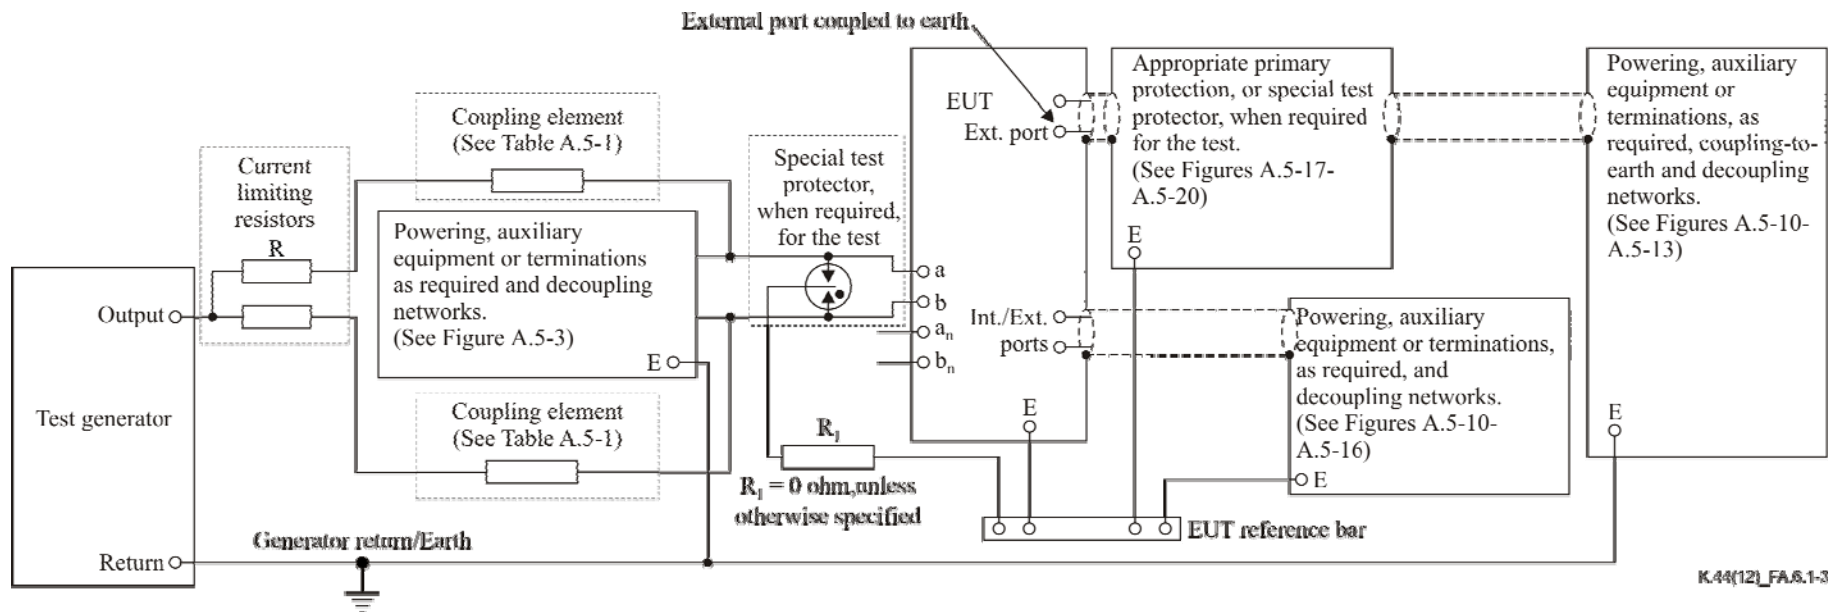 External port coupled to earth
Coupling element
(See Table A.5-1)
Current
limiting
resistors
R
Special test
protector,
when required,
for the test
EUT
Ext. port
Appropriate primary
protection, or special test
protector, when required
for the test.
(See Figures A.5-17-
A.5-20)
E
Powering, auxiliary
equipment or
terminations, as
required, coupling-to-
earth and decoupling
networks.
(See Figures A.5-10-
A.5-13)
E
Powering, auxiliary
equipment or terminations
as required and decoupling
networks.
(See Figure A.5-3)
E
Test generator
Output
Return
a
b
an
bn
Int./Ext.
ports
E
Powering, auxiliary
equipment or terminations,
as required, and
decoupling networks.
(See Figures A.5-10-
A.5-16)
E
Coupling element
(See Table A.5-1)
R1
R1 = 0 ohm,unless
otherwise specified
EUT reference bar
Generator return/Earth
K.44(12)_FA.6.1-3